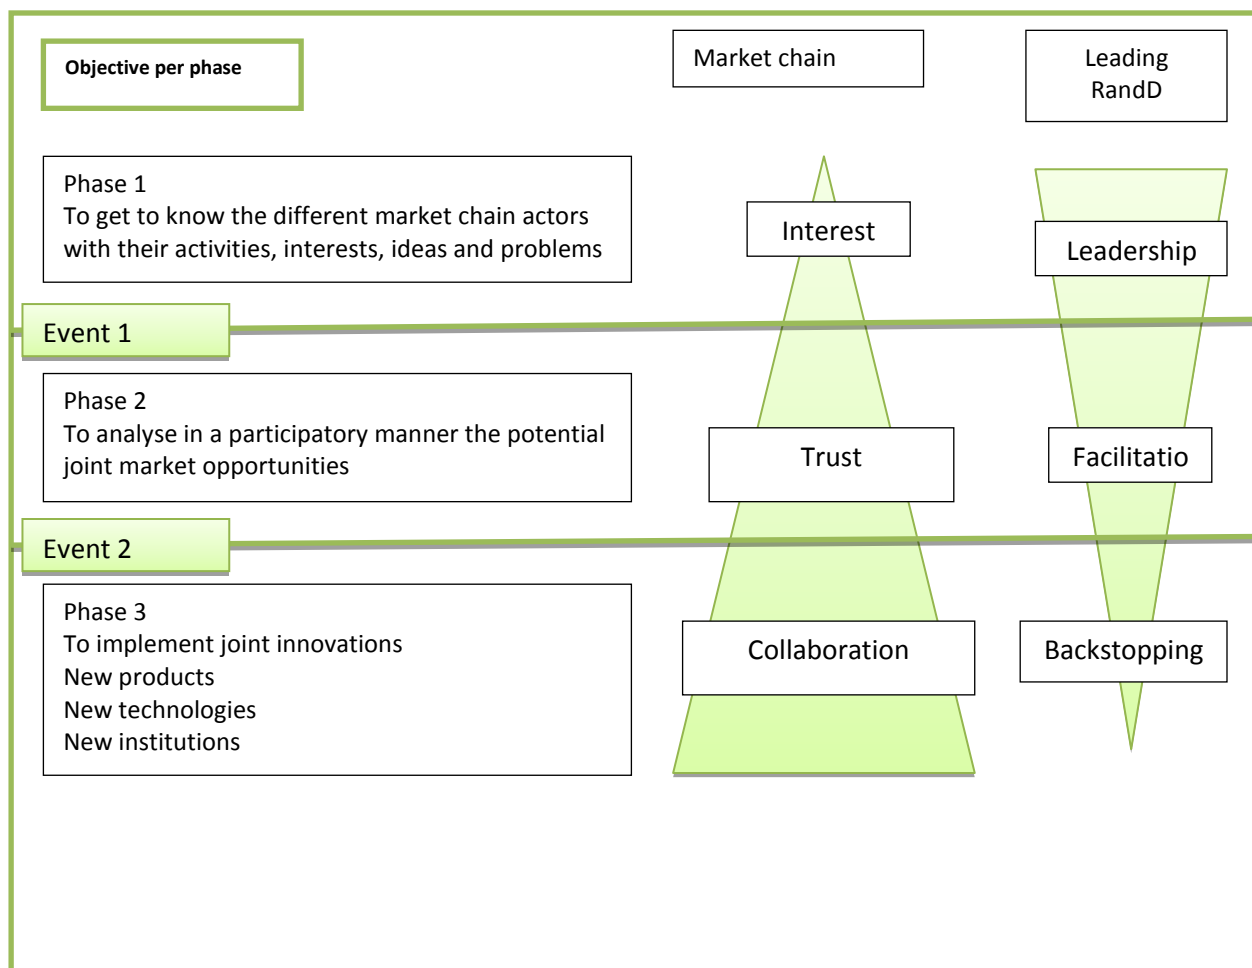 Objective per phase
Market chain
Leading
RandD
Phase 1
To get to know the different market chain actors
with their activities, interests, ideas and problems
Interest
Leadership
Event 1
Phase 2
To analyse in a participatory manner the potential
joint market opportunities
Trust
Facilitatio
Event 2
Phase 3
To implement joint innovations
New products
New technologies
New institutions
Collaboration
Backstopping